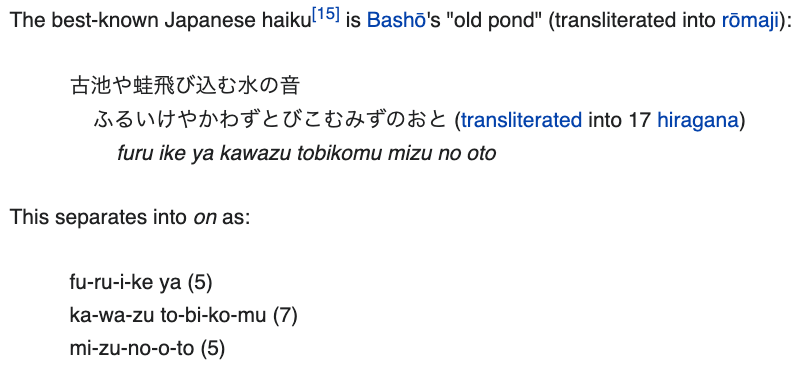 The best-known Japanese haiku[15] is Bashō's "old pond" (transliterated into rōmaji):
古池や蛙飛び込む水の音
ふるいけやかわずとびこむみずのおと (transliterated into 17 hiragana)
furu ike ya kawazu tobikomu mizu no oto
This separates into on as:
fu-ru-i-ke ya (5)
ka-wa-zu to-bi-ko-mu (7)
mi-zu-no-o-to (5)